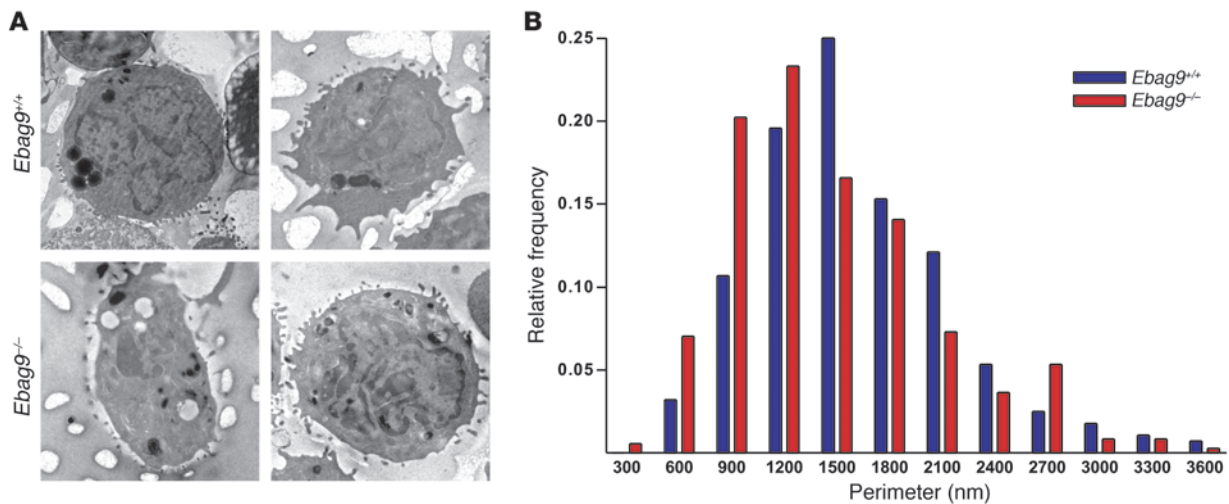 A
Ebag9+/+
Ebag9–/–
B
Relative frequency
0.25
0.20
0.15
0.10
0.05
Ebag9+/+
Ebag9–/–
300 600 900 1200 1500 1800 2100 2400 2700 3000 3300 3600
Perimeter (nm)